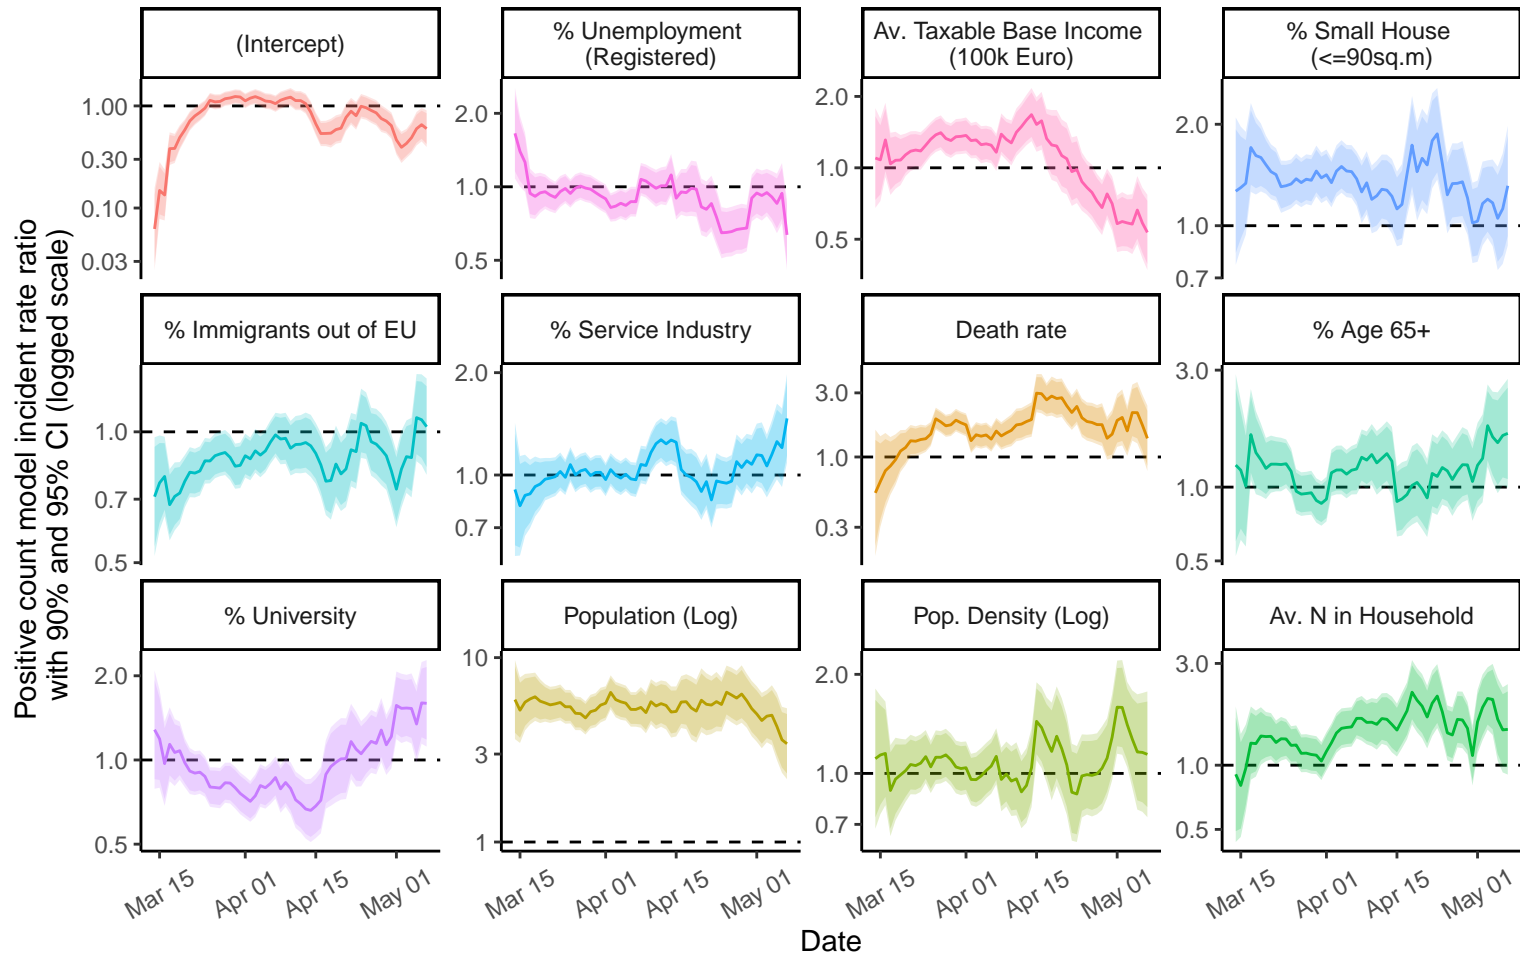 (Intercept)
% Unemployment
(Registered)
Av. Taxable Base Income
(100k Euro)
% Small House
(<=90sq.m)
1.00
0.30
0.10
0.03
2.0
1.0
0.5
2.0
1.0
0.5
2.0
1.0
0.7
% Immigrants out of EU
% Service Industry
Death rate
% Age 65+
1.0
0.7
0.5
2.0
1.0
0.7
3.0
1.0
0.3
3.0
1.0
0.5
% University
Population (Log)
Pop. Density (Log)
Av. N in Household
2.0
1.0
0.5
10
3
1
2.0
1.0
0.7
3.0
1.0
0.5
Mar 15
Apr 01
Apr 15
May 01
Mar 15
Apr 01
Apr 15
May 01
Mar 15
Apr 01
Apr 15
May 01
Mar 15
Apr 01
Apr 15
May 01
Date
Positive count model incident rate ratio
with 90% and 95% CI (logged scale)